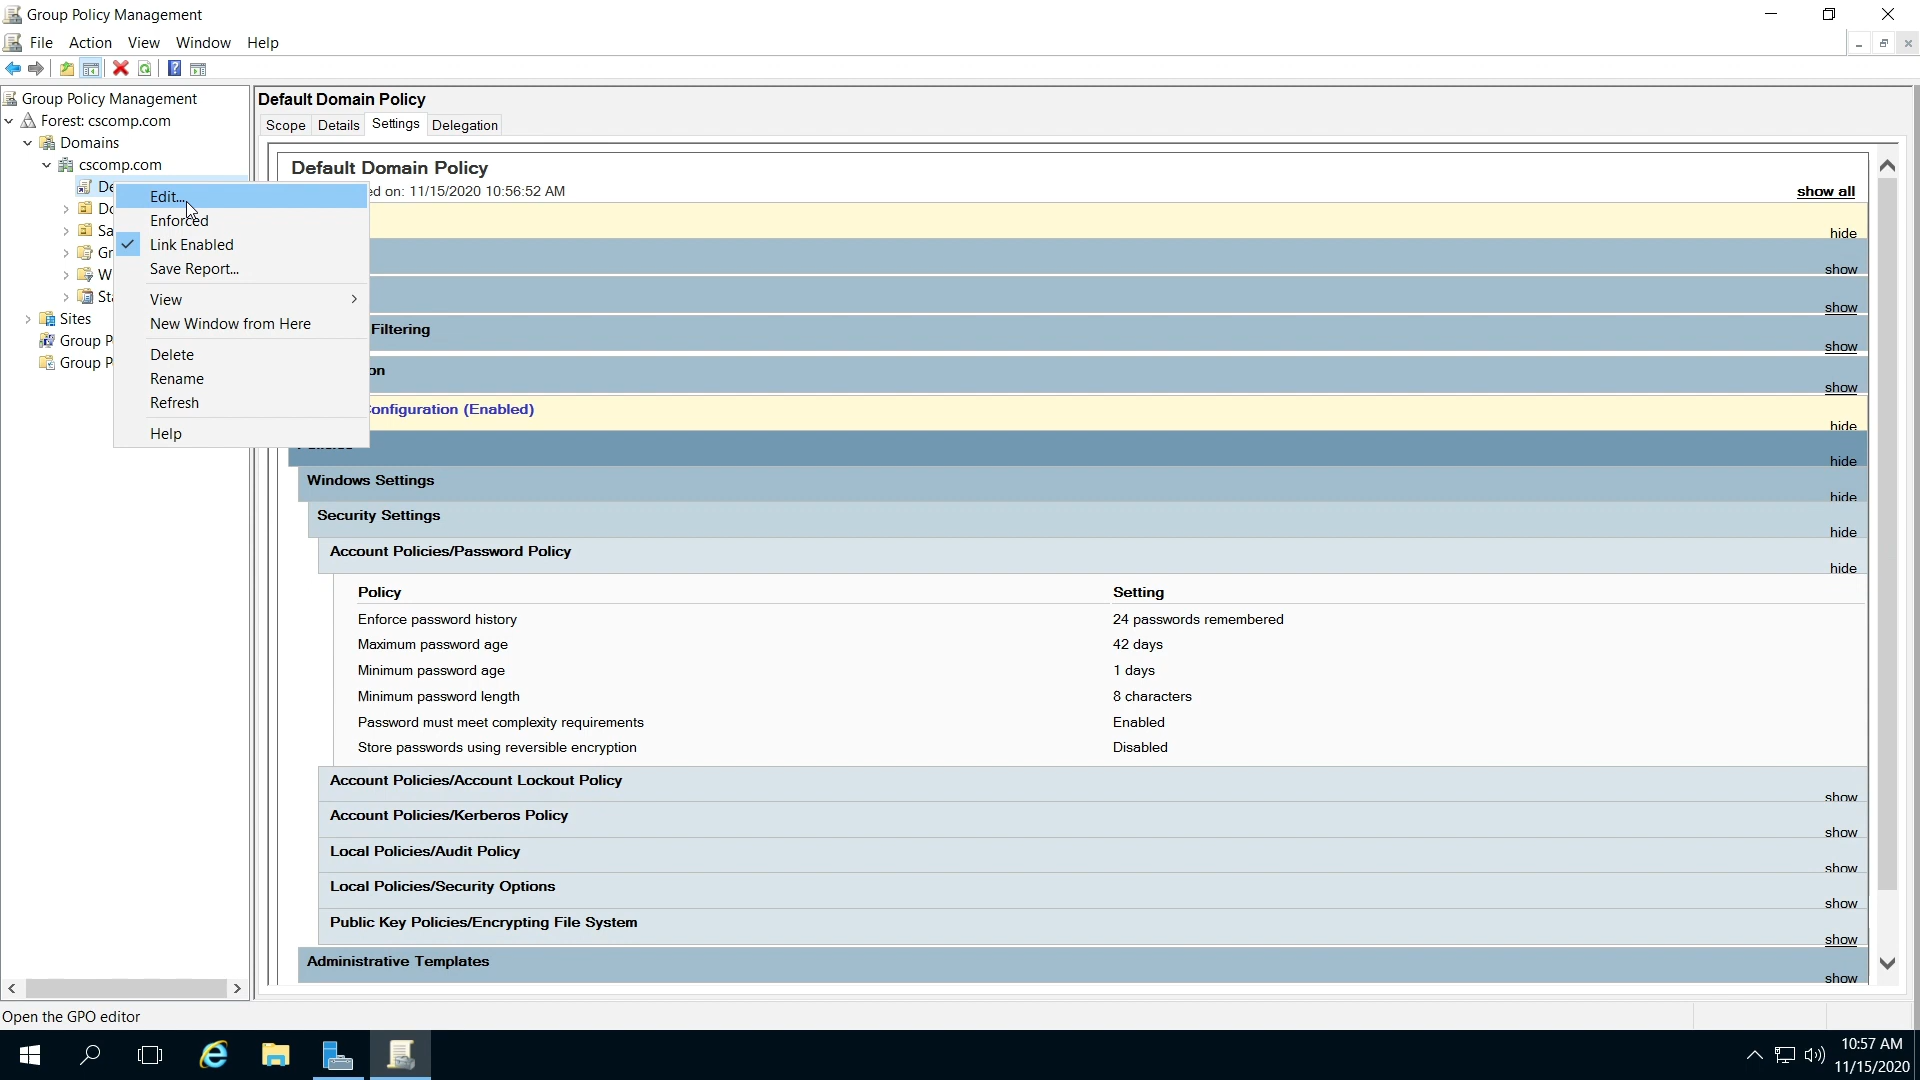 Group Policy Management
File Action View Window Help
Group Policy Management
Forest: cscomp.com
Domains
cscomp.com
Sites
Edit...
Enforced
Link Enabled
Save Report...
View
New Window from Here
Delete
Rename
Refresh
Help
Default Domain Policy
Scope Details Settings Delegation
Default Domain Policy
ed on: 11/15/2020 10:56:52 AM
show all
hide
show
show
Filtering
show
on
show
onfiguration (Enabled)
hide
hide
Windows Settings
hide
Security Settings
hide
Account Policies/Password Policy
hide
Policy Setting
Enforce password history 24 passwords remembered
Maximum password age 42 days
Minimum password age 1 days
Minimum password length 8 characters
Password must meet complexity requirements Enabled
Store passwords using reversible encryption Disabled
Account Policies/Account Lockout Policy
show
Account Policies/Kerberos Policy
show
Local Policies/Audit Policy
show
Local Policies/Security Options
show
Public Key Policies/Encrypting File System
show
Administrative Templates
show
Open the GPO editor
10:57 AM
11/15/2020